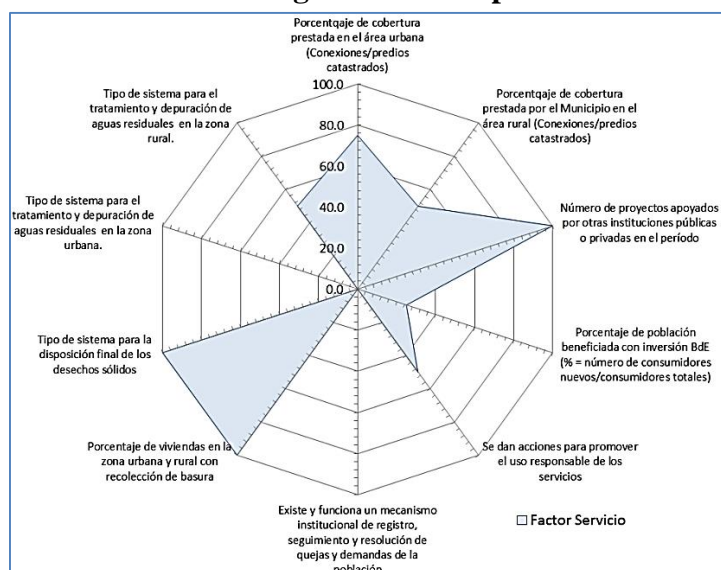 Porcentqaje de cobertura
prestada en el área urbana
(Conexiones/predios
catastrados)
Porcentqaje de cobertura
prestada por el Municipio en el
área rural (Conexiones/predios
catastrados)
Número de proyectos apoyados
por otras instituciones públicas
o privadas en el período
Porcentaje de población
beneficiada con inversión BdE
(% = número de consumidores
nuevos/consumidores totales)
Se dan acciones para promover
el uso responsable de los
servicios
Existe y funciona un mecanismo
institucional de registro,
seguimiento y resolución de
quejas y demandas de la
población
Porcentaje de viviendas en la
zona urbana y rural con
recolección de basura
Tipo de sistema para la
disposición final de los
desechos sólidos
Tipo de sistema para el
tratamiento y depuración de
aguas residuales en la zona
urbana.
Tipo de sistema para el
tratamiento y depuración de
aguas residuales en la zona
rural.
100.0
80.0
60.0
40.0
20.0
0.0
Factor Servicio